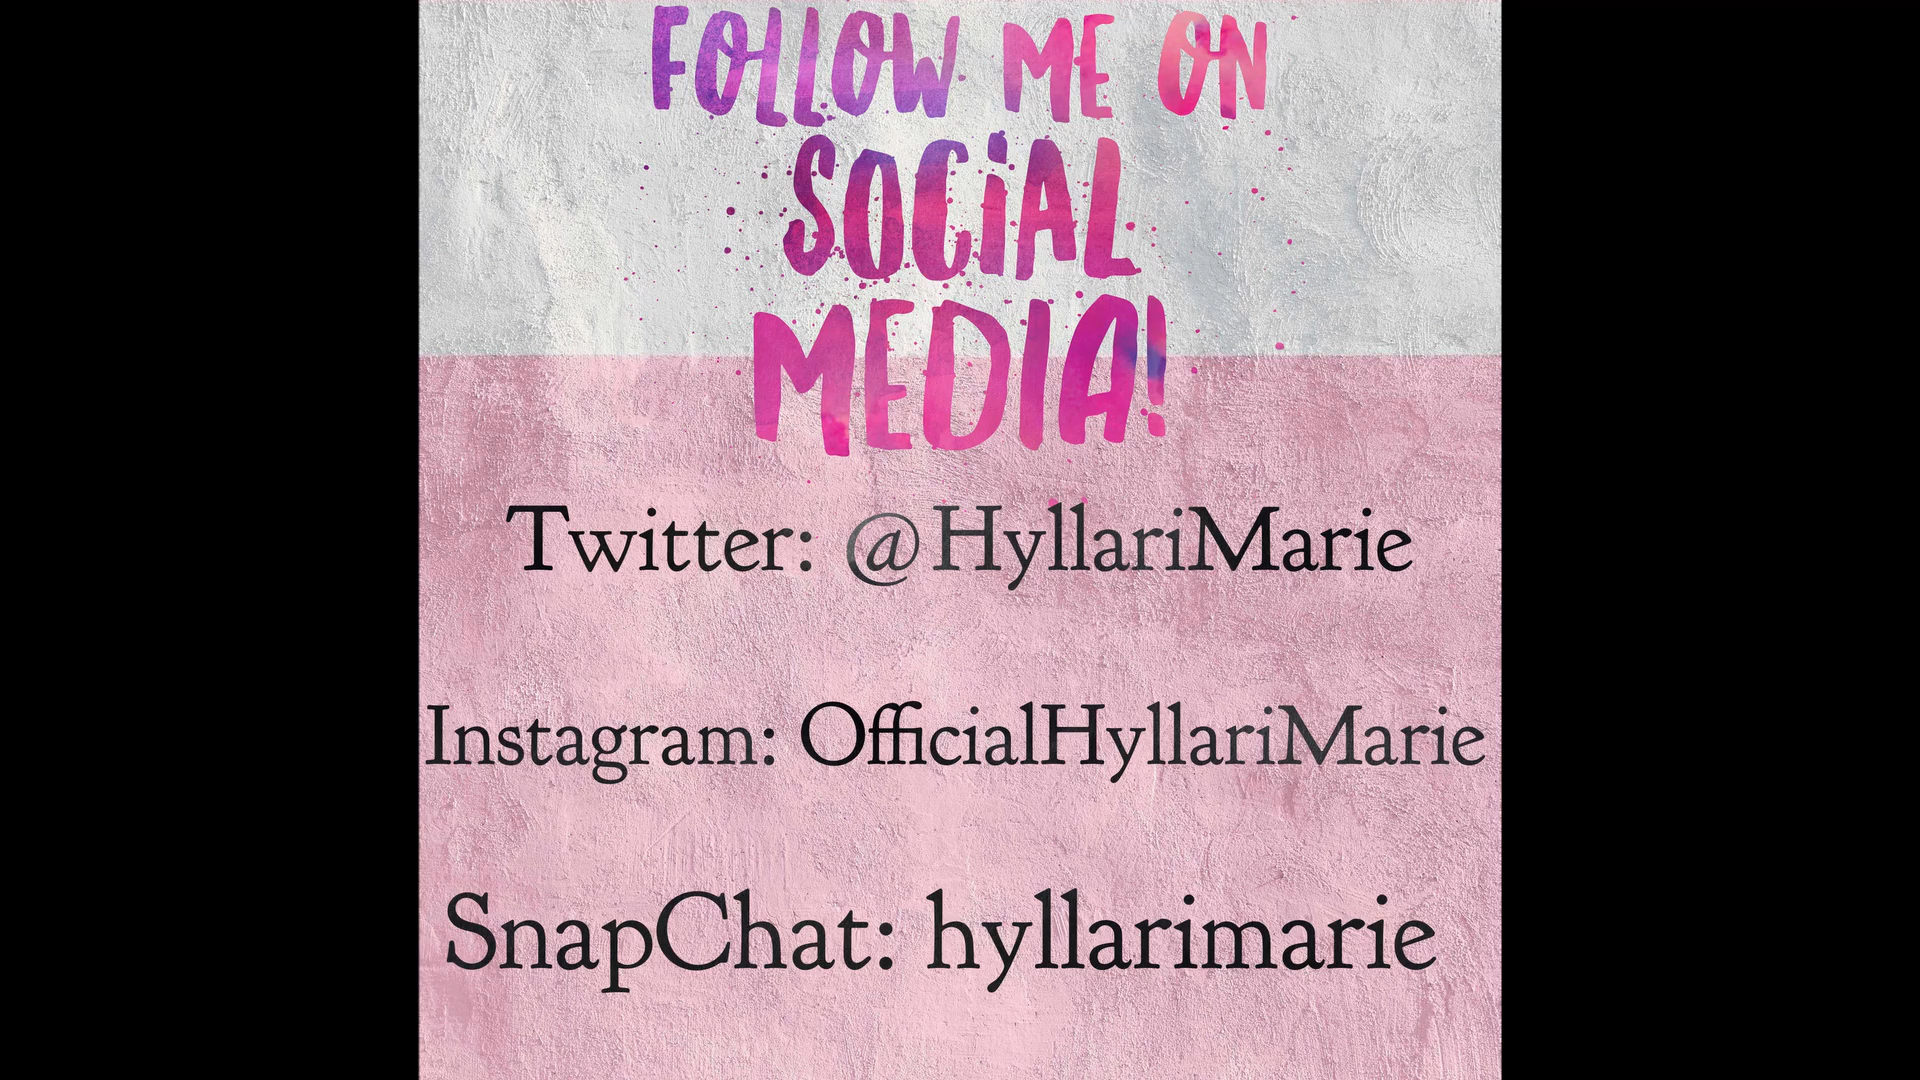 FOLLOW ME ON
SOCIAL
MEDIA!
Twitter: @HyllariMarie
Instagram: OfficialHyllariMarie
SnapChat: hyllarimarie